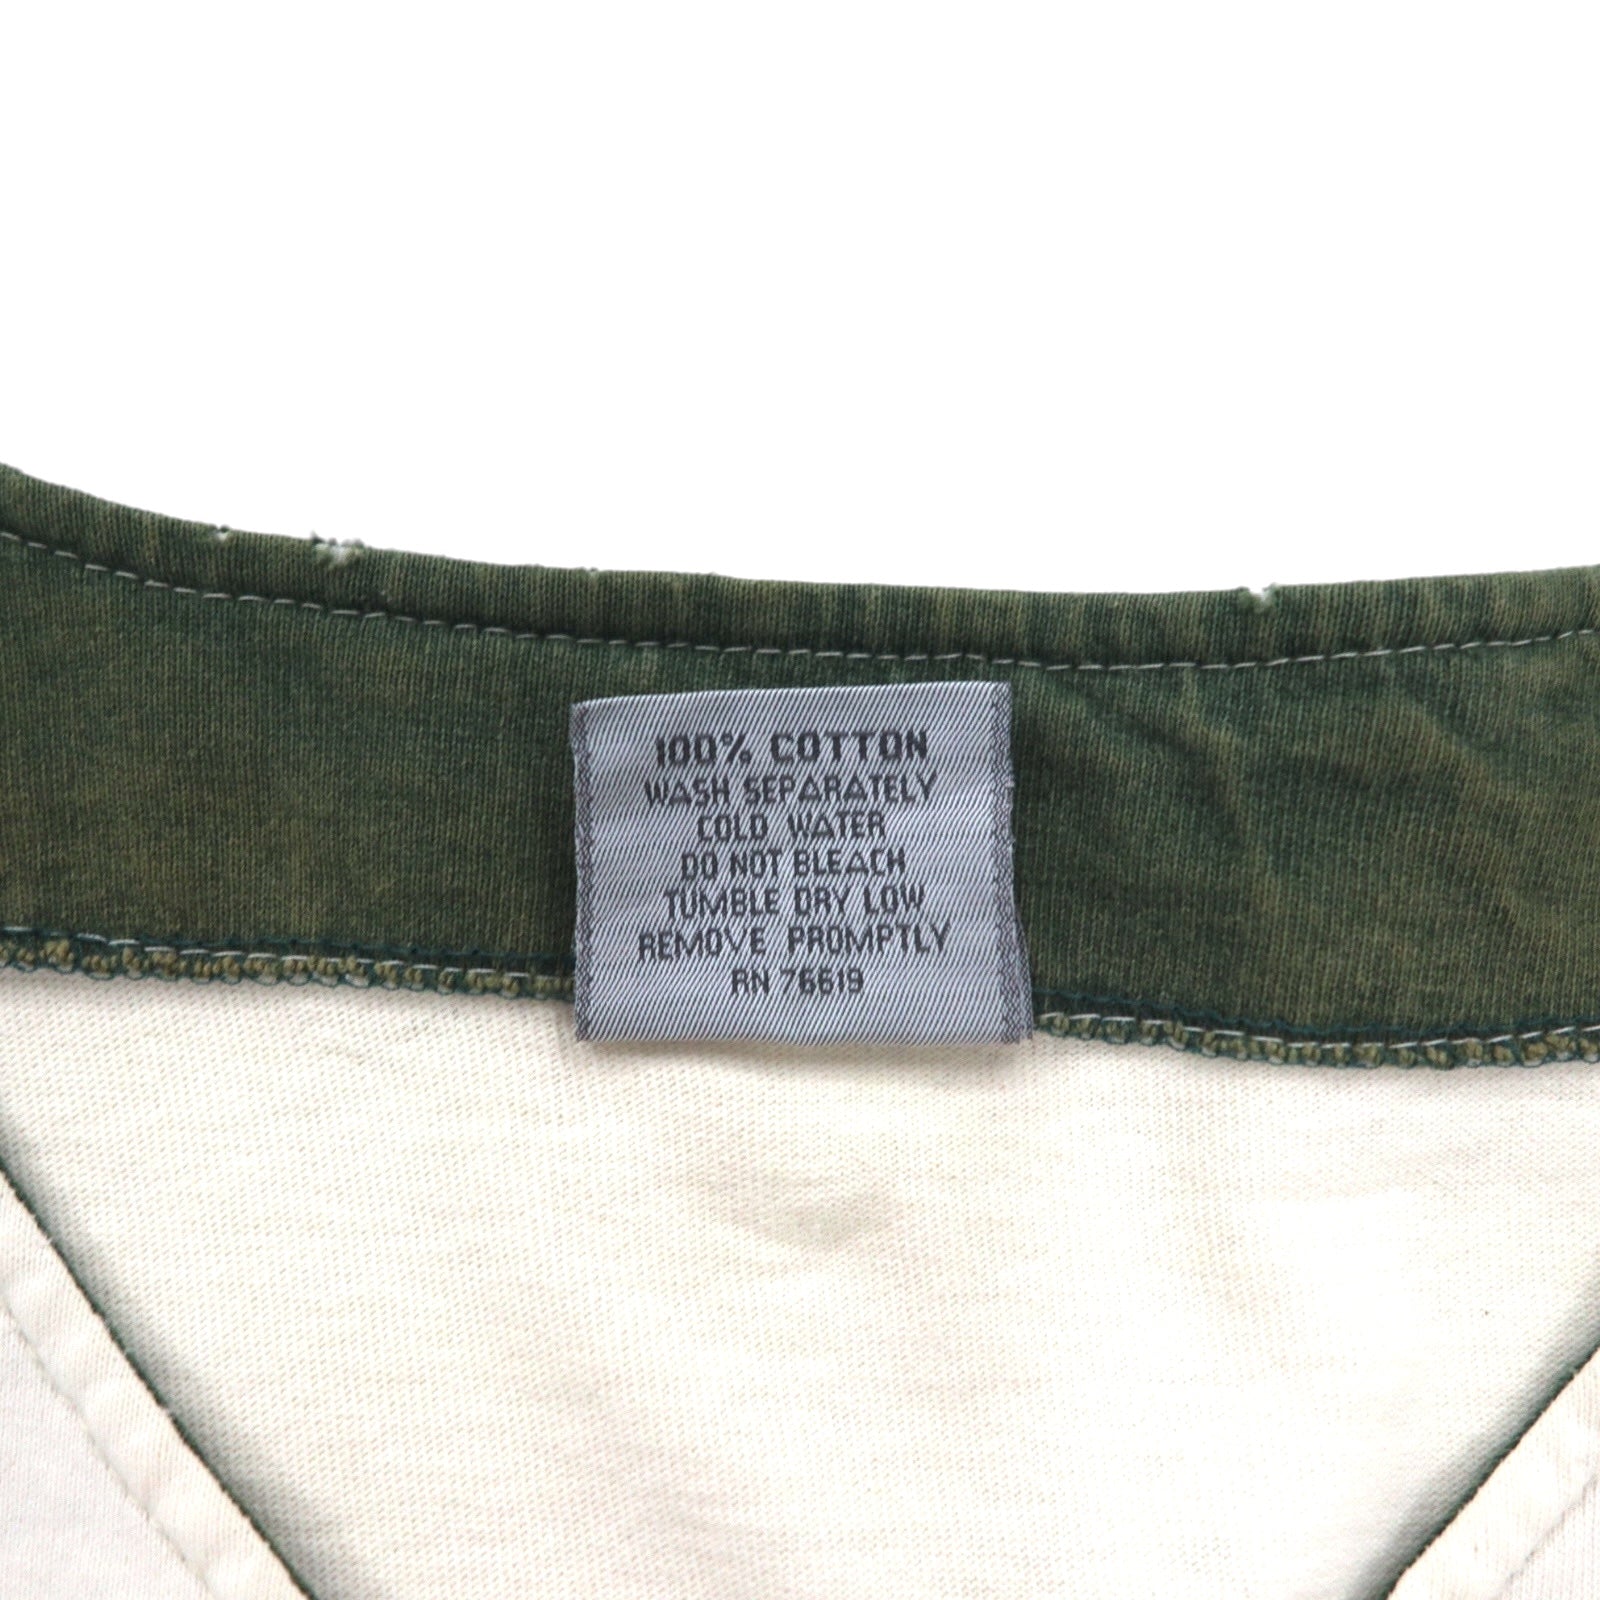 100% COTTON
WASH SEPARATELY
COLD WATER
DO NOT BLEACH
TUMBLE DRY LOW
REMOVE PROMPTLY
RN 76619